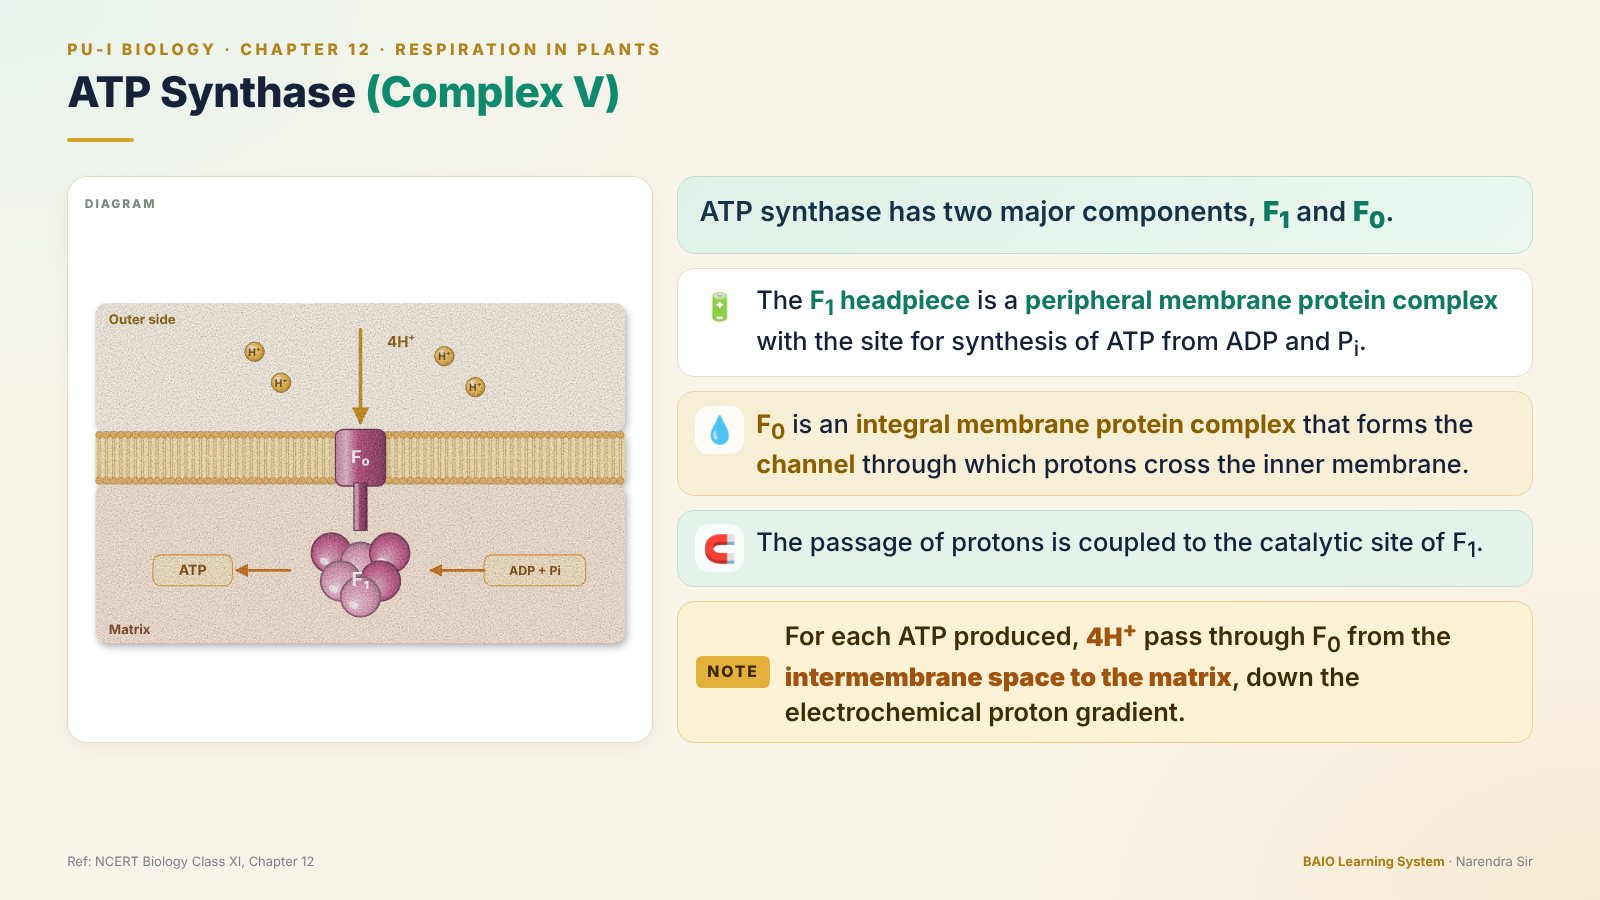 PU-I BIOLOGY · CHAPTER 12 · RESPIRATION IN PLANTS
ATP Synthase (Complex V)
DIAGRAM
Outer side
4H⁺
H⁺
H⁺
H⁺
H⁺
F₀
ATP
F₁
ADP + Pi
Matrix
ATP synthase has two major components, F₁ and F₀.
The F₁ headpiece is a peripheral membrane protein complex
with the site for synthesis of ATP from ADP and Pᵢ.
F₀ is an integral membrane protein complex that forms the
channel through which protons cross the inner membrane.
The passage of protons is coupled to the catalytic site of F₁.
NOTE
For each ATP produced, 4H⁺ pass through F₀ from the
intermembrane space to the matrix, down the
electrochemical proton gradient.
Ref: NCERT Biology Class XI, Chapter 12
BAIO Learning System · Narendra Sir